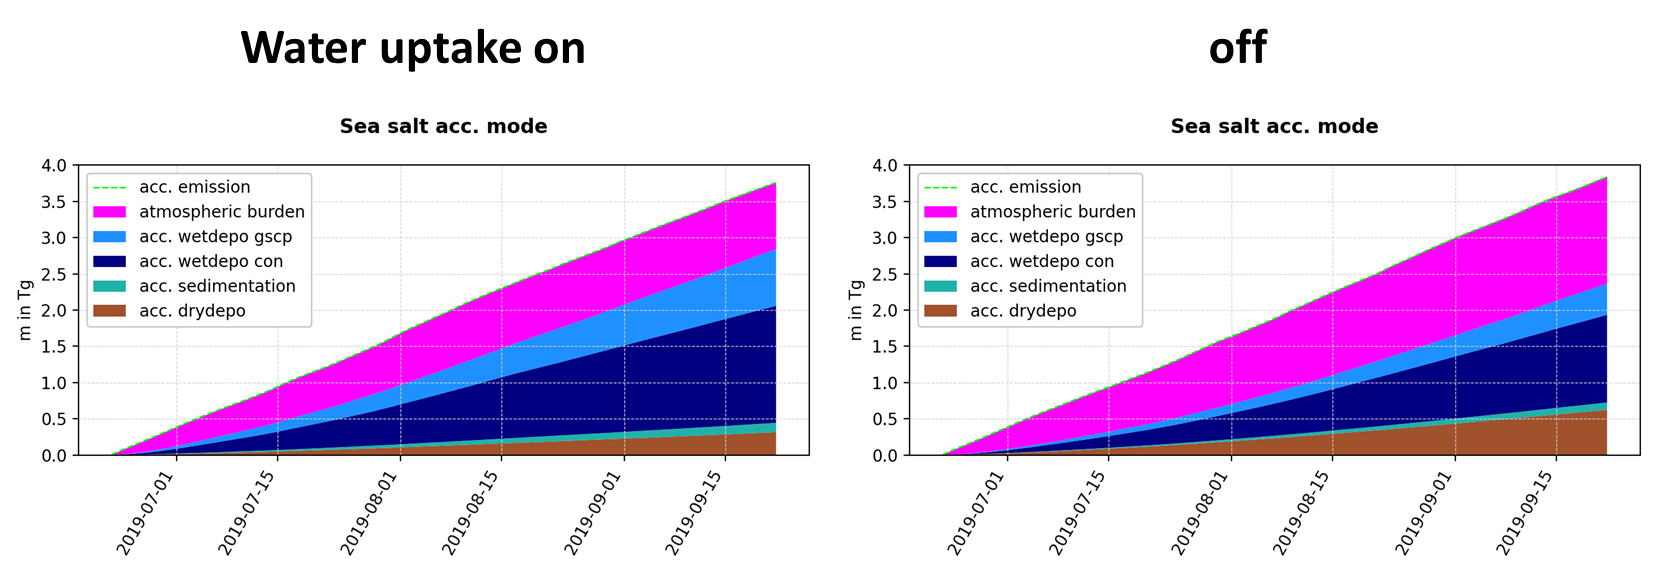 Water uptake on
off
Sea salt acc. mode
4.0
3.5
3.0
2.5
2.0
1.5
1.0
0.5
0.0
m in Tg
acc. emission
atmospheric burden
acc. wetdepo gscp
acc. wetdepo con
acc. sedimentation
acc. drydepo
2019-07-01
2019-07-15
2019-08-01
2019-08-15
2019-09-01
2019-09-15
Sea salt acc. mode
4.0
3.5
3.0
2.5
2.0
1.5
1.0
0.5
0.0
m in Tg
acc. emission
atmospheric burden
acc. wetdepo gscp
acc. wetdepo con
acc. sedimentation
acc. drydepo
2019-07-01
2019-07-15
2019-08-01
2019-08-15
2019-09-01
2019-09-15